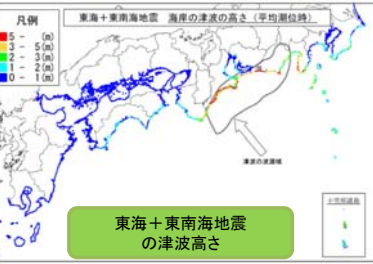 東海+東南海地震 海岸の津波の高さ(平均潮位時)
凡例
5 - (m)
3 - 5(m)
2 - 3(m)
1 - 2(m)
0 - 1(m)
津波の波源域
小笠原諸島
東海+東南海地震
の津波高さ